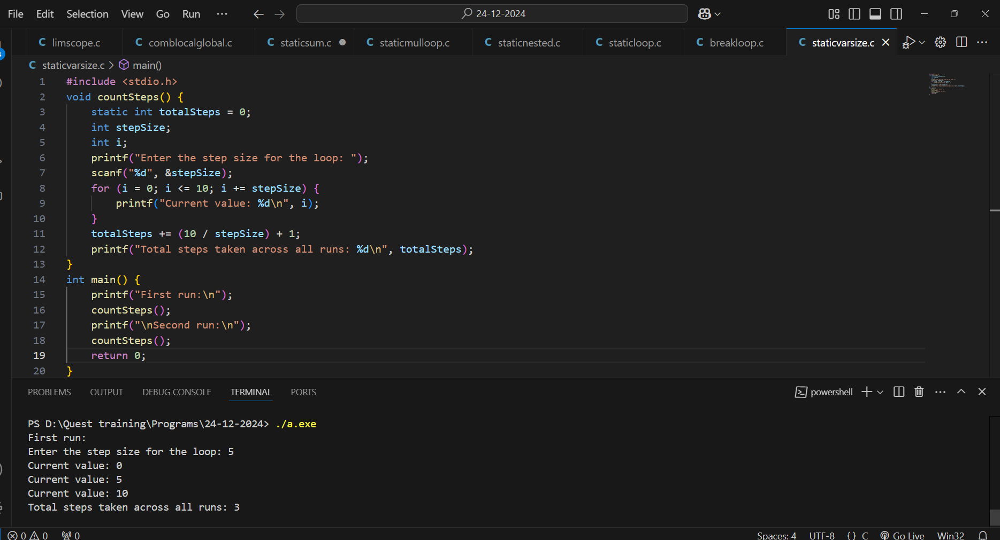 File Edit Selection View Go Run ··· 24-12-2024
limscope.c comblocalglobal.c staticsum.c staticmulloop.c staticnested.c staticloop.c breakloop.c staticvarsize.c
C staticvarsize.c > main()
1 #include <stdio.h>
2 void countSteps() {
3     static int totalSteps = 0;
4     int stepSize;
5     int i;
6     printf("Enter the step size for the loop: ");
7     scanf("%d", &stepSize);
8     for (i = 0; i <= 10; i += stepSize) {
9         printf("Current value: %d\n", i);
10     }
11     totalSteps += (10 / stepSize) + 1;
12     printf("Total steps taken across all runs: %d\n", totalSteps);
13 }
14 int main() {
15     printf("First run:\n");
16     countSteps();
17     printf("\nSecond run:\n");
18     countSteps();
19     return 0;
20 }
PROBLEMS OUTPUT DEBUG CONSOLE TERMINAL PORTS powershell
PS D:\Quest training\Programs\24-12-2024> ./a.exe
First run:
Enter the step size for the loop: 5
Current value: 0
Current value: 5
Current value: 10
Total steps taken across all runs: 3
0 0 0 Spaces: 4 UTF-8 {} C Go Live Win32